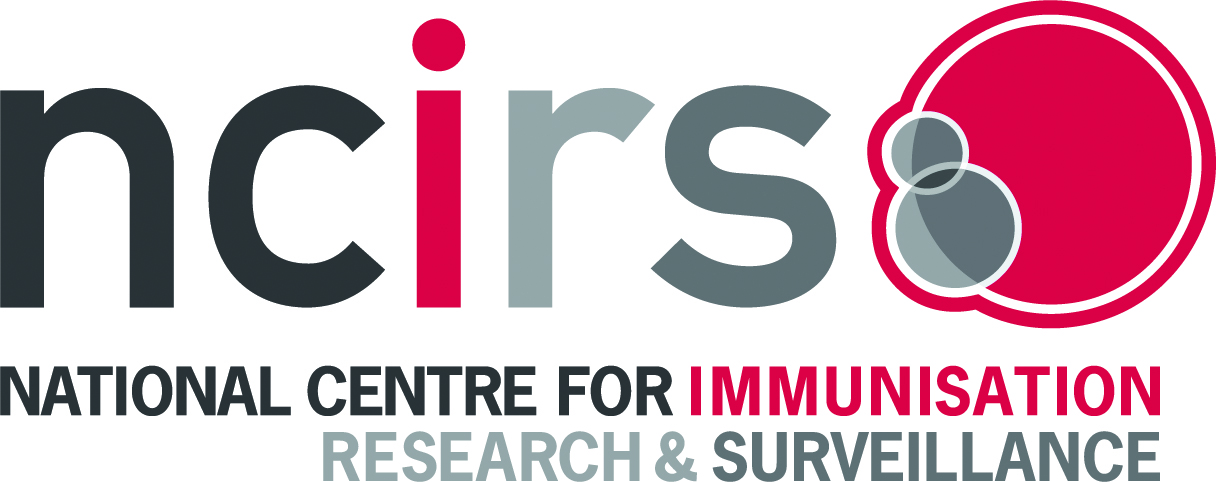 ncirs
NATIONAL CENTRE FOR IMMUNISATION
RESEARCH & SURVEILLANCE